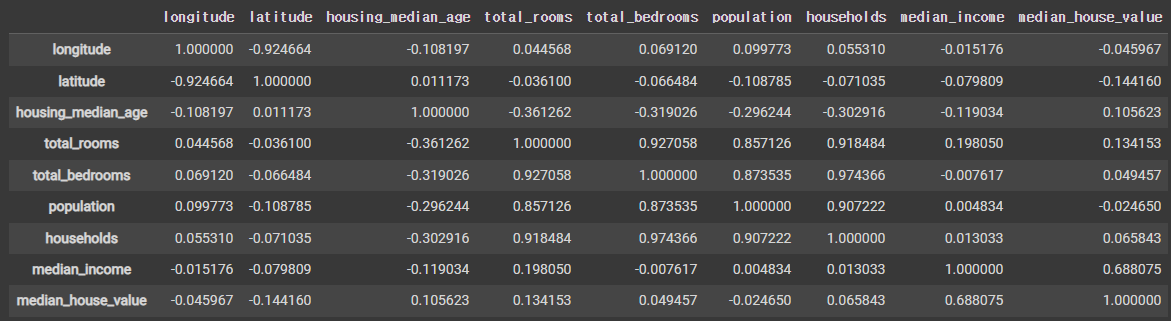 longitude latitude housing_median_age total_rooms total_bedrooms population households median_income median_house_value
longitude 1.000000 -0.924664 -0.108197 0.044568 0.069120 0.099773 0.055310 -0.015176 -0.045967
latitude -0.924664 1.000000 0.011173 -0.036100 -0.066484 -0.108785 -0.071035 -0.079809 -0.144160
housing_median_age -0.108197 0.011173 1.000000 -0.361262 -0.319026 -0.296244 -0.302916 -0.119034 0.105623
total_rooms 0.044568 -0.036100 -0.361262 1.000000 0.927058 0.857126 0.918484 0.198050 0.134153
total_bedrooms 0.069120 -0.066484 -0.319026 0.927058 1.000000 0.873535 0.974366 -0.007617 0.049457
population 0.099773 -0.108785 -0.296244 0.857126 0.873535 1.000000 0.907222 0.004834 -0.024650
households 0.055310 -0.071035 -0.302916 0.918484 0.974366 0.907222 1.000000 0.013033 0.065843
median_income -0.015176 -0.079809 -0.119034 0.198050 -0.007617 0.004834 0.013033 1.000000 0.688075
median_house_value -0.045967 -0.144160 0.105623 0.134153 0.049457 -0.024650 0.065843 0.688075 1.000000